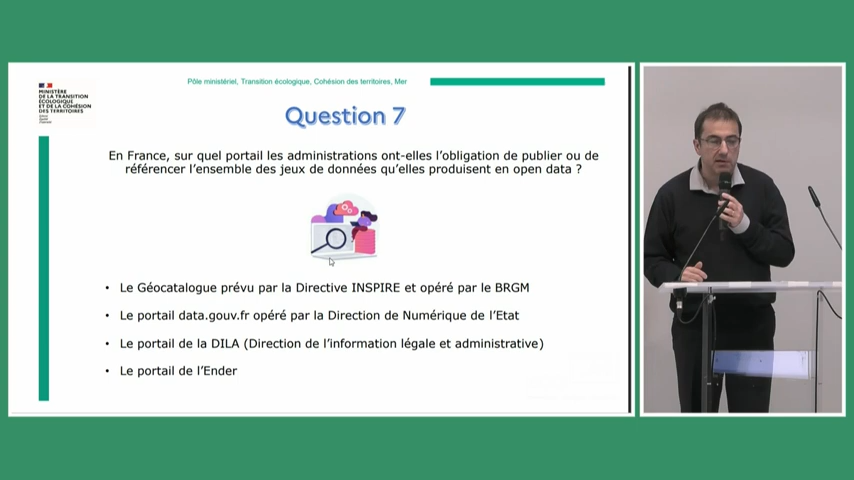 Pôle ministériel, Transition écologique, Cohésion des territoires, Mer
MINISTÈRE
DE LA TRANSITION
ÉCOLOGIQUE
ET DE LA COHÉSION
DES TERRITOIRES
Question 7
En France, sur quel portail les administrations ont-elles l'obligation de publier ou de
référencer l'ensemble des jeux de données qu'elles produisent en open data ?
• Le Géocatalogue prévu par la Directive INSPIRE et opéré par le BRGM
• Le portail data.gouv.fr opéré par la Direction de Numérique de l'Etat
• Le portail de la DILA (Direction de l'information légale et administrative)
• Le portail de l'Ender